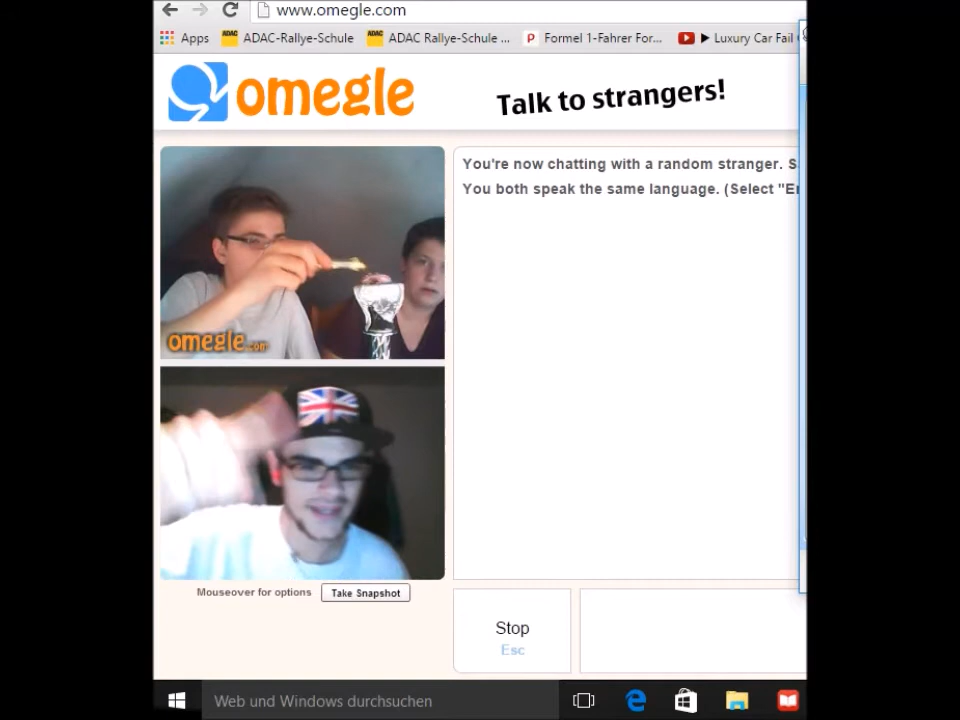 www.omegle.com
Apps ADAC-Rallye-Schule ADAC Rallye-Schule ... Formel 1-Fahrer For... ▶ Luxury Car Fail
omegle Talk to strangers!
You're now chatting with a random stranger. S
You both speak the same language. (Select "En
omegle.com
Mouseover for options Take Snapshot
Stop
Esc
Web und Windows durchsuchen